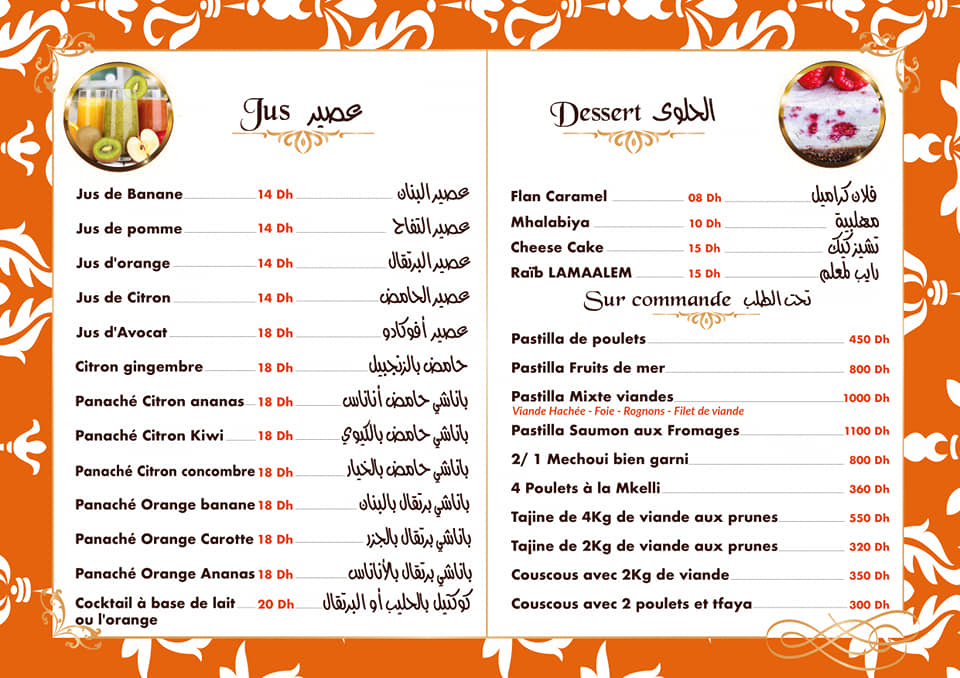 Jus عصير
Jus de Banane 14 Dh عصير البنان
Jus de pomme 14 Dh عصير التفاح
Jus d'orange 14 Dh عصير البرتقال
Jus de Citron 14 Dh عصير الحامض
Jus d'Avocat 18 Dh عصير أفوكادو
Citron gingembre 18 Dh حامض بالزنجبيل
Panaché Citron ananas 18 Dh باناشي حامض أناناس
Panaché Citron Kiwi 18 Dh باناشي حامض بالكيوي
Panaché Citron concombre 18 Dh باناشي حامض بالخيار
Panaché Orange banane 18 Dh باناشي برتقال بالبنان
Panaché Orange Carotte 18 Dh باناشي برتقال بالجزر
Panaché Orange Ananas 18 Dh باناشي برتقال بالأناناس
Cocktail à base de lait 20 Dh كوكتيل بالحليب أو البرتقال
ou l'orange
Dessert الحلوى
Flan Caramel 08 Dh فلان كراميل
Mhalabiya 10 Dh مهلبية
Cheese Cake 15 Dh تشيز كيك
Raïb LAMAALEM 15 Dh رايب لمعلم
Sur commande تحت الطلب
Pastilla de poulets 450 Dh
Pastilla Fruits de mer 800 Dh
Pastilla Mixte viandes 1000 Dh
Viande Hachée - Foie - Rognons - Filet de viande
Pastilla Saumon aux Fromages 1100 Dh
2/ 1 Mechoui bien garni 800 Dh
4 Poulets à la Mkelli 360 Dh
Tajine de 4Kg de viande aux prunes 550 Dh
Tajine de 2Kg de viande aux prunes 320 Dh
Couscous avec 2Kg de viande 350 Dh
Couscous avec 2 poulets et tfaya 300 Dh